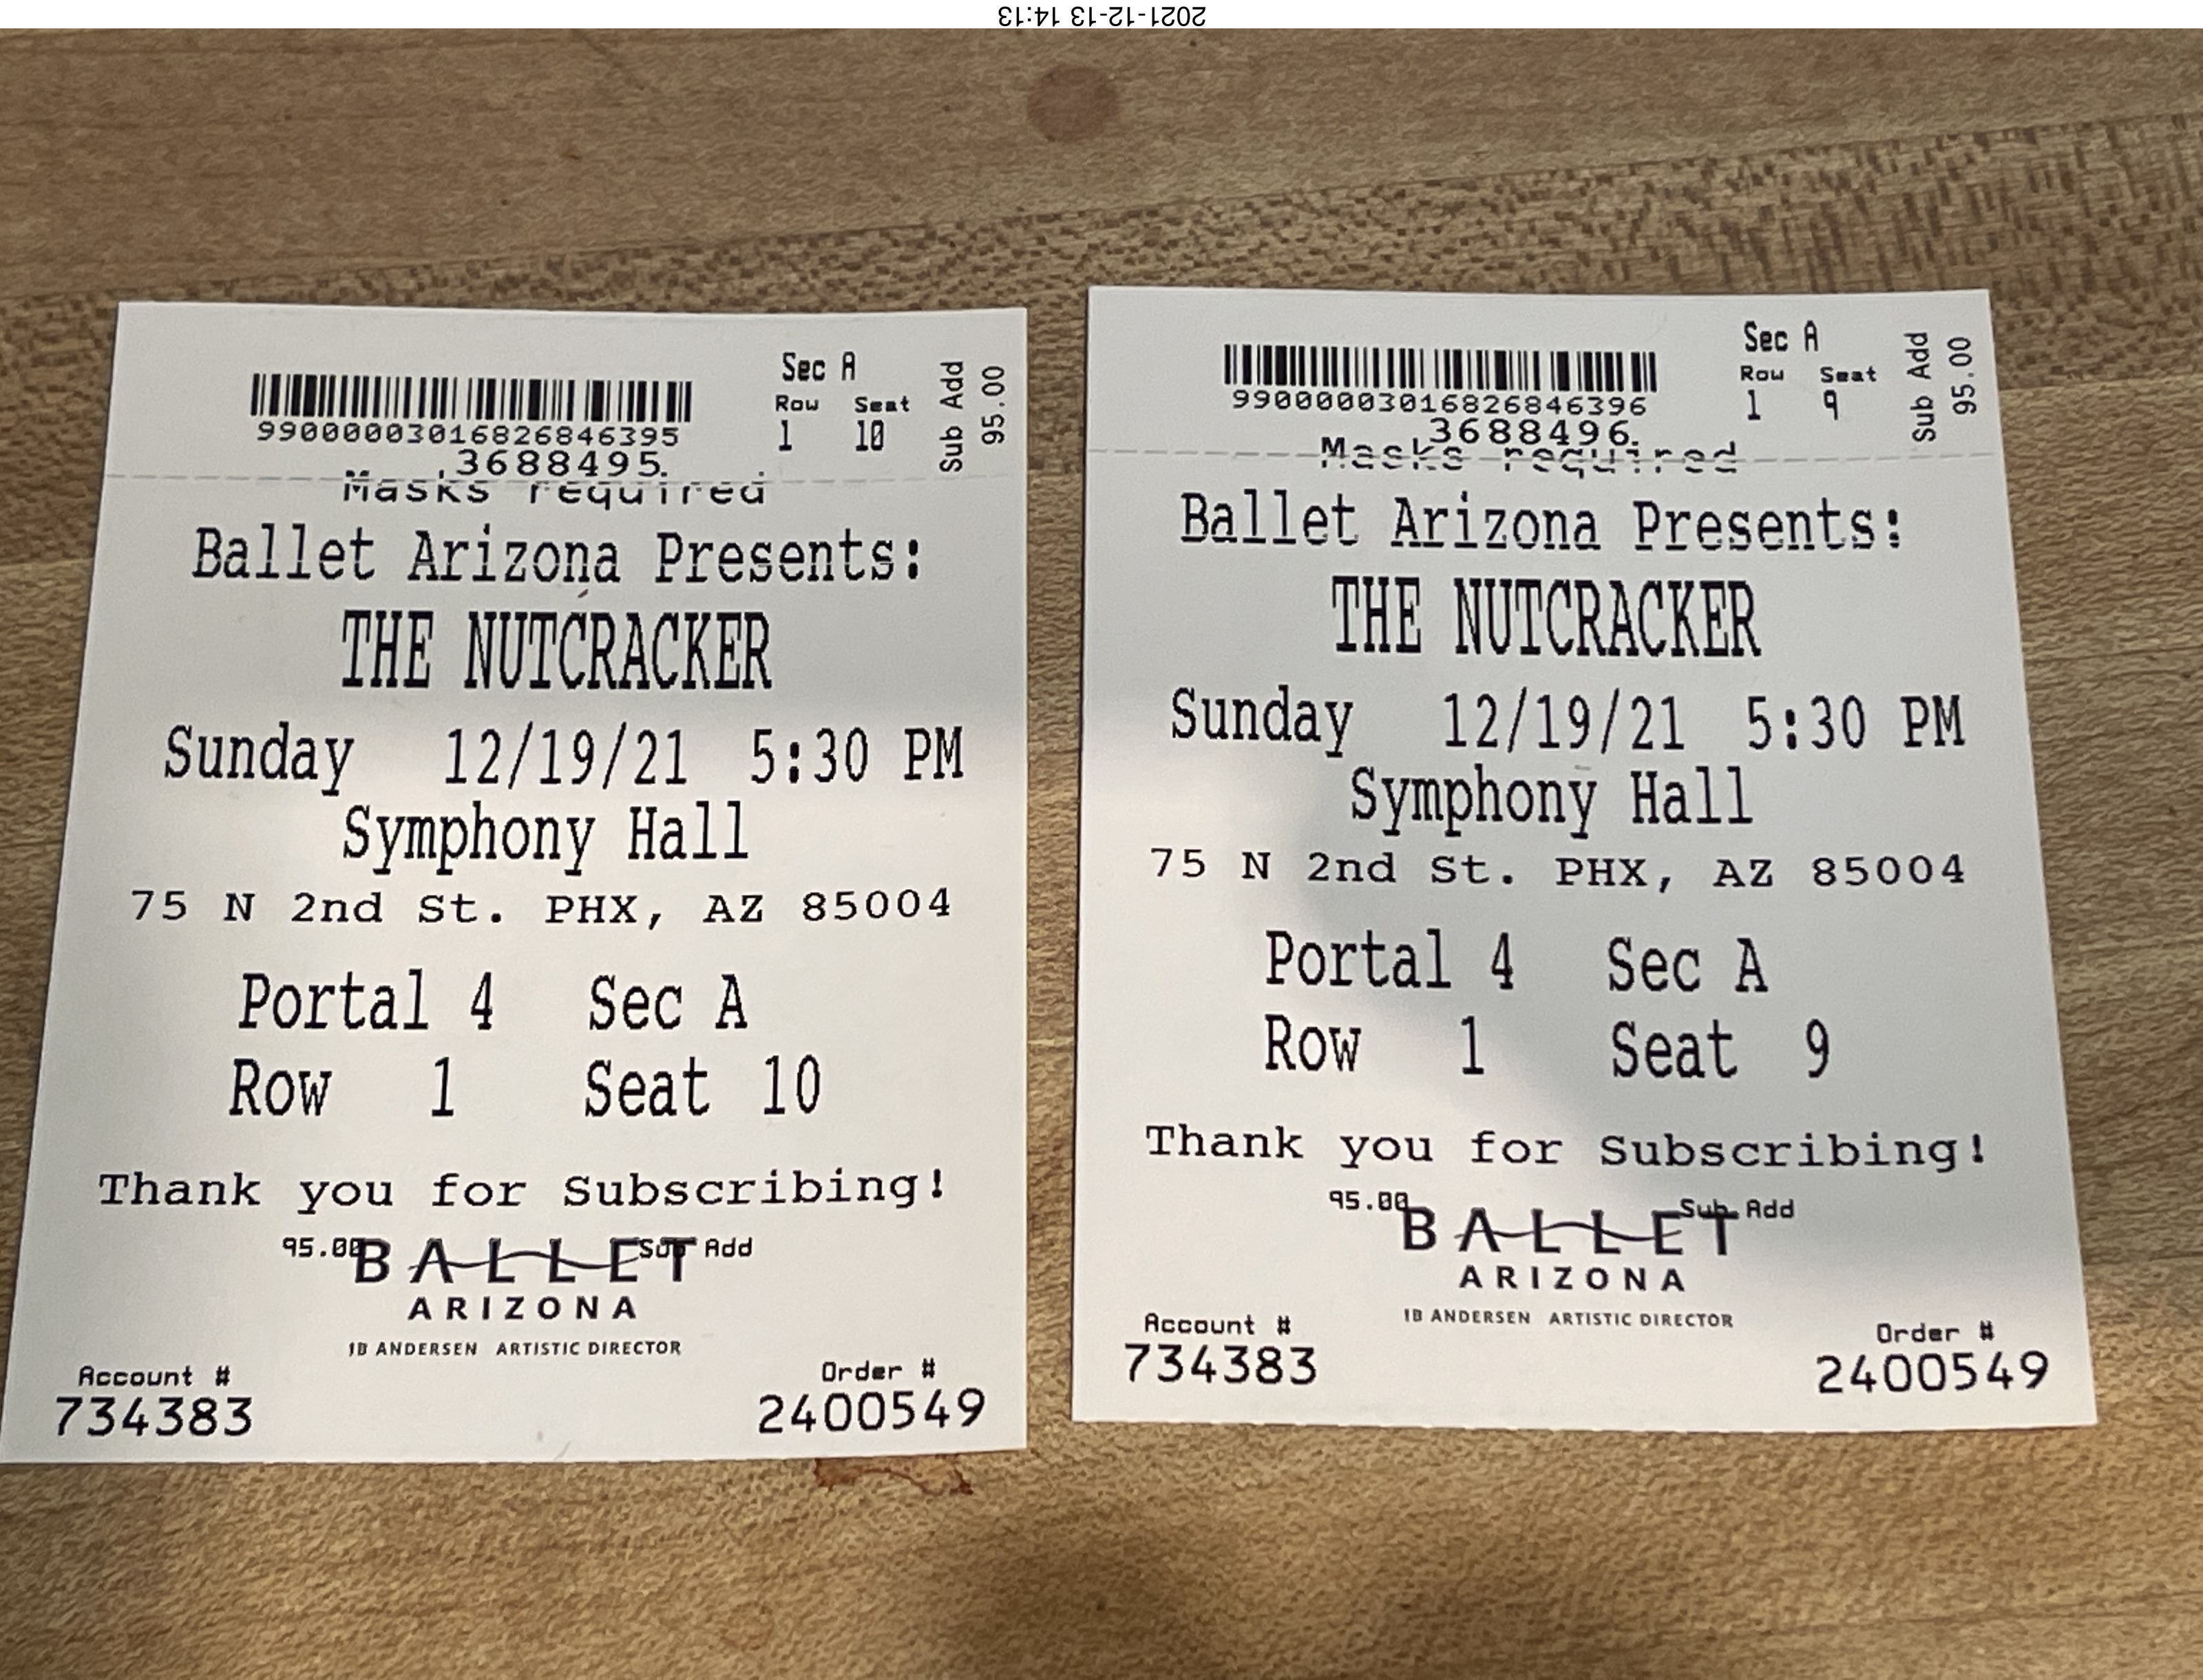 2021-12-13 14:13
Sec A
Row Seat
1 10
Sub Add
95.00
99000003016826846395
3688495
Masks required
Ballet Arizona Presents:
THE NUTCRACKER
Sunday 12/19/21 5:30 PM
Symphony Hall
75 N 2nd St. PHX, AZ 85004
Portal 4 Sec A
Row 1 Seat 10
Thank you for Subscribing!
95.00 Sub Add
BALLET
ARIZONA
IB ANDERSEN ARTISTIC DIRECTOR
Account # Order #
734383 2400549
Sec A
Row Seat
1 9
Sub Add
95.00
99000003016826846396
3688496
Masks required
Ballet Arizona Presents:
THE NUTCRACKER
Sunday 12/19/21 5:30 PM
Symphony Hall
75 N 2nd St. PHX, AZ 85004
Portal 4 Sec A
Row 1 Seat 9
Thank you for Subscribing!
95.00 Sub Add
BALLET
ARIZONA
IB ANDERSEN ARTISTIC DIRECTOR
Account # Order #
734383 2400549